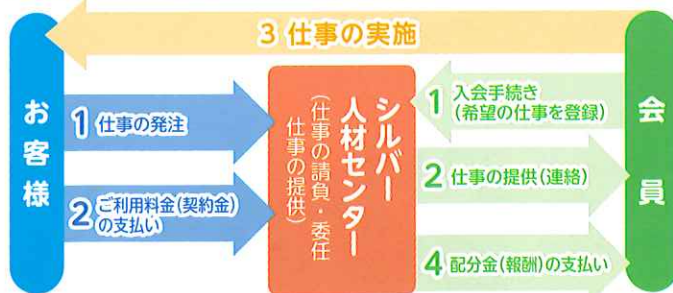 3 仕事の実施
お客様
1 仕事の発注
2 ご利用料金(契約金)
の支払い
シルバー
人材センター
(仕事の請負・委任
仕事の提供)
1 入会手続き
(希望の仕事を登録)
2 仕事の提供(連絡)
4 配分金(報酬)の支払い
会員